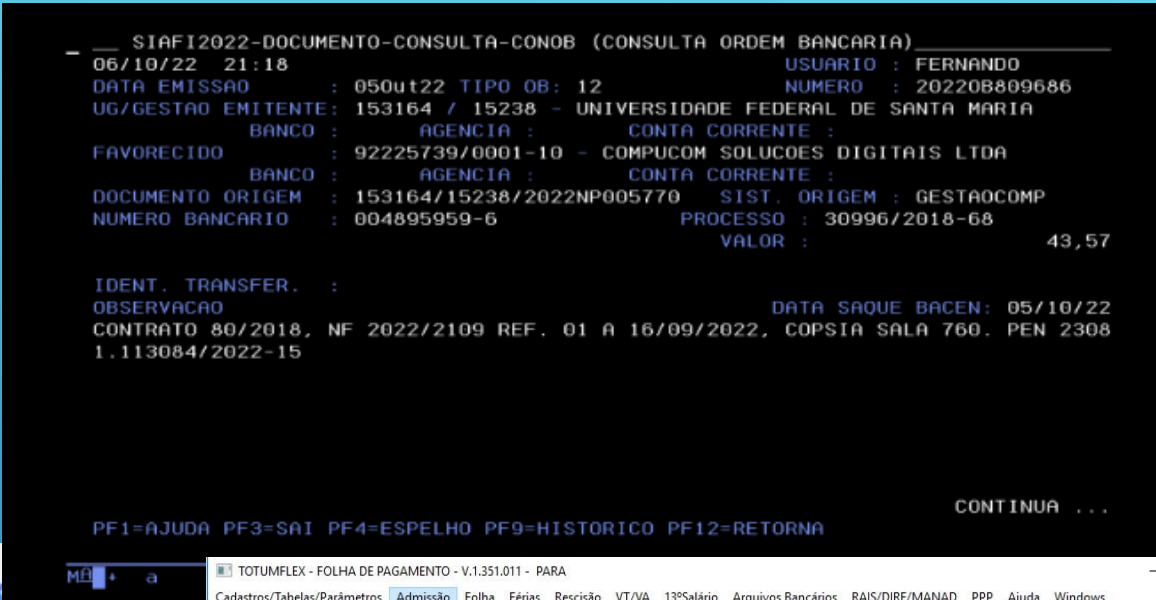 __ SIAFI2022-DOCUMENTO-CONSULTA-CONOB (CONSULTA ORDEM BANCARIA)
06/10/22 21:18 USUARIO : FERNANDO
DATA EMISSAO : 05Out22 TIPO OB: 12 NUMERO : 2022OB809686
UG/GESTAO EMITENTE: 153164 / 15238 - UNIVERSIDADE FEDERAL DE SANTA MARIA
BANCO : AGENCIA : CONTA CORRENTE :
FAVORECIDO : 92225739/0001-10 - COMPUCOM SOLUCOES DIGITAIS LTDA
BANCO : AGENCIA : CONTA CORRENTE :
DOCUMENTO ORIGEM : 153164/15238/2022NP005770 SIST. ORIGEM : GESTAOCOMP
NUMERO BANCARIO : 004895959-6 PROCESSO : 30996/2018-68
VALOR : 43,57
IDENT. TRANSFER. :
OBSERVACAO DATA SAQUE BACEN: 05/10/22
CONTRATO 80/2018, NF 2022/2109 REF. 01 A 16/09/2022, COPSIA SALA 760. PEN 2308
1.113084/2022-15
CONTINUA ...
PF1=AJUDA PF3=SAI PF4=ESPELHO PF9=HISTORICO PF12=RETORNA
MA + a
TOTUMFLEX - FOLHA DE PAGAMENTO - V.1.351.011 - PARA
Cadastros/Tabelas/Parâmetros Admissão Folha Férias Rescisão VT/VA 13ºSalário Arquivos Bancários RAIS/DIRF/MANAD PPP Ajuda Windows